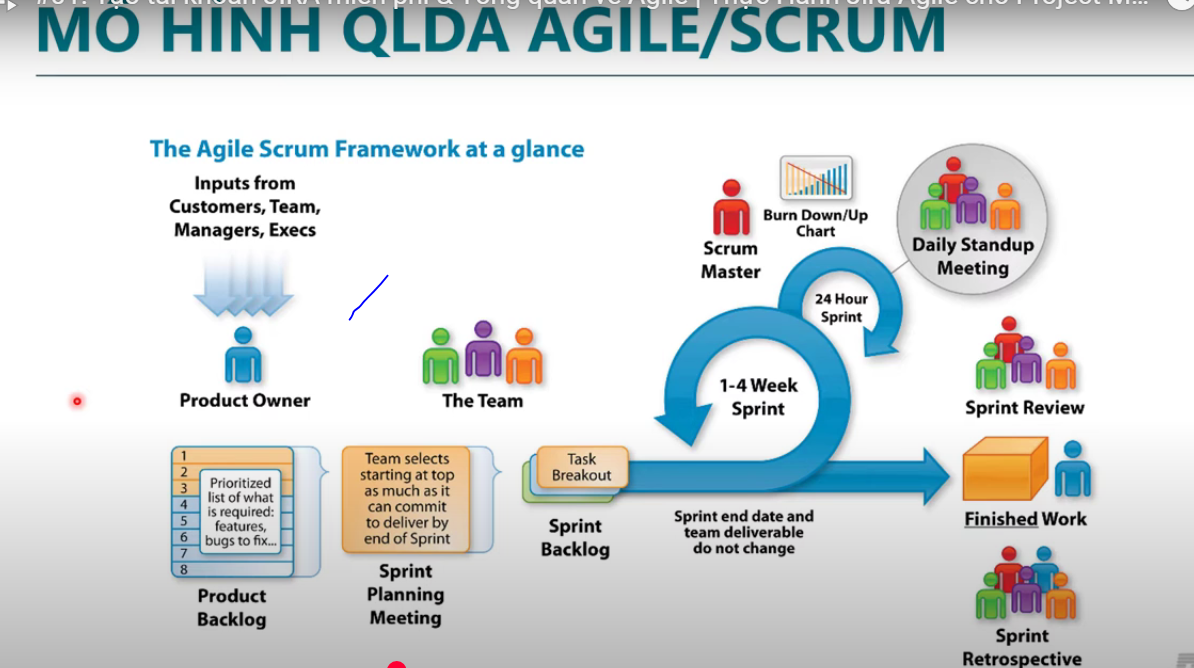 #01: Tạo tài khoản JIRA miễn phí & Tổng quan về Agile | Thực Hành Jira Agile cho Project M...
MÔ HÌNH QLDA AGILE/SCRUM
The Agile Scrum Framework at a glance
Inputs from
Customers, Team,
Managers, Execs
Product Owner
The Team
Scrum
Master
Burn Down/Up
Chart
Daily Standup
Meeting
24 Hour
Sprint
1-4 Week
Sprint
Sprint Review
1
2
3
4
5
6
7
8
Prioritized
list of what
is required:
features,
bugs to fix...
Product
Backlog
Team selects
starting at top
as much as it
can commit
to deliver by
end of Sprint
Sprint
Planning
Meeting
Task
Breakout
Sprint
Backlog
Sprint end date and
team deliverable
do not change
Finished Work
Sprint
Retrospective